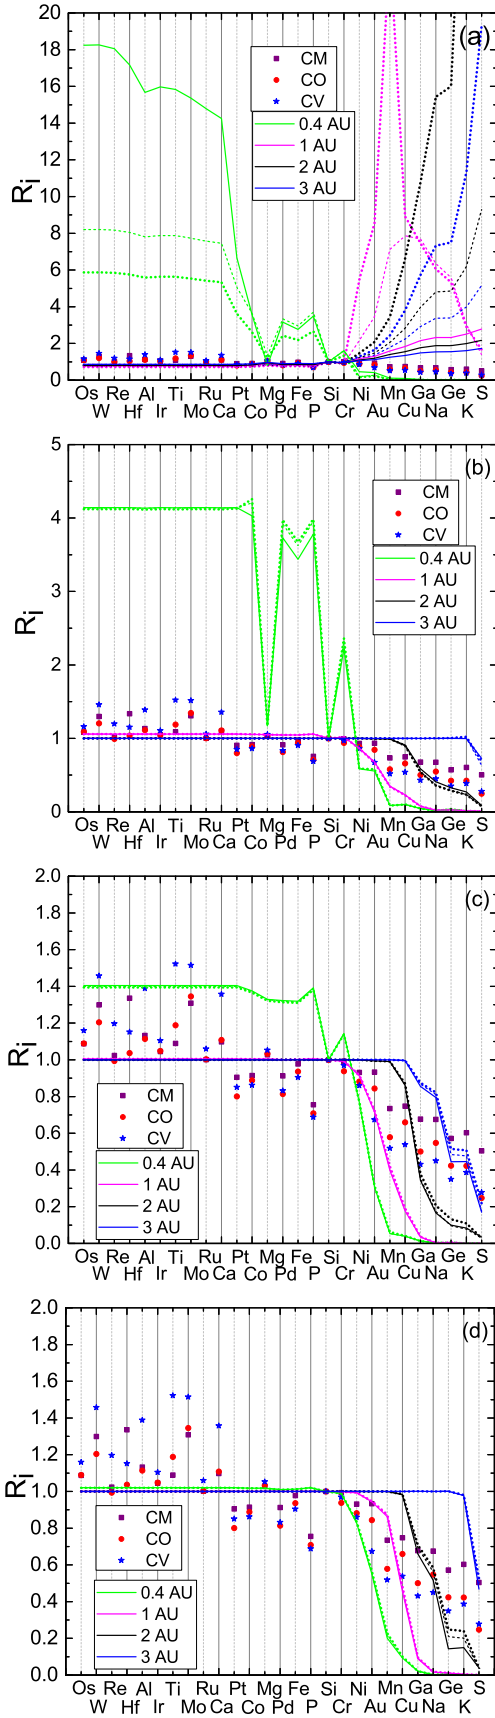 20
18
16
14
12
10
8
6
4
2
1
0
R_i
(a)
CM
CO
CV
0.4 AU
1 AU
2 AU
3 AU
Os Re Al Ti Ru Pt Mg Fe Si Ni Mn Ga Ge S
W Hf Ir Mo Ca Co Pd P Cr Au Cu Na K
5
4
3
2
1
0
R_i
(b)
CM
CO
CV
0.4 AU
1 AU
2 AU
3 AU
Os Re Al Ti Ru Pt Mg Fe Si Ni Mn Ga Ge S
W Hf Ir Mo Ca Co Pd P Cr Au Cu Na K
2.0
1.8
1.6
1.4
1.2
1.0
0.8
0.6
0.4
0.2
0.0
R_i
(c)
CM
CO
CV
0.4 AU
1 AU
2 AU
3 AU
Os Re Al Ti Ru Pt Mg Fe Si Ni Mn Ga Ge S
W Hf Ir Mo Ca Co Pd P Cr Au Cu Na K
2.0
1.8
1.6
1.4
1.2
1.0
0.8
0.6
0.4
0.2
0.0
R_i
(d)
CM
CO
CV
0.4 AU
1 AU
2 AU
3 AU
Os Re Al Ti Ru Pt Mg Fe Si Ni Mn Ga Ge S
W Hf Ir Mo Ca Co Pd P Cr Au Cu Na K